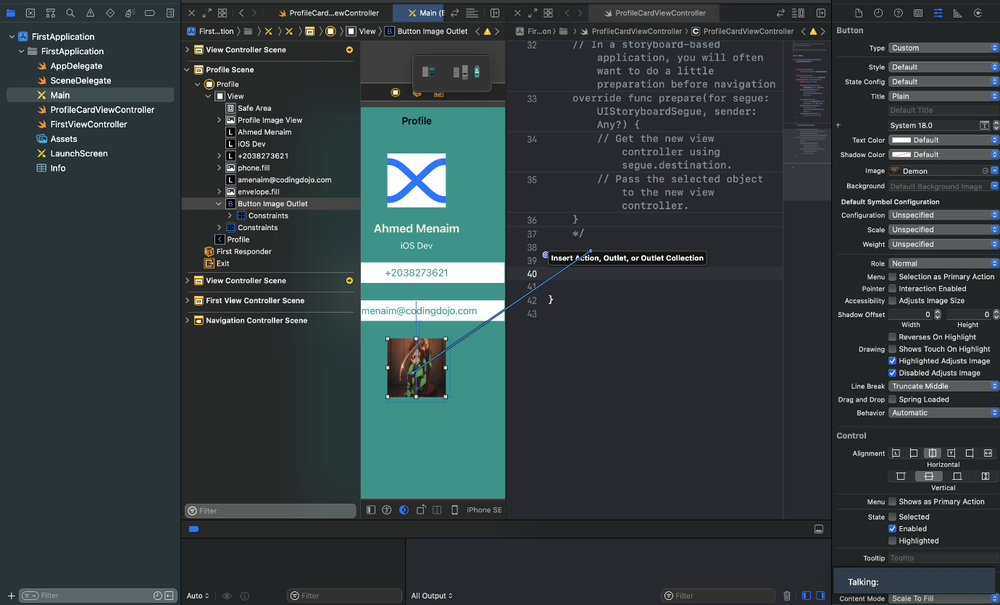 ProfileCard...ewController
Main (E
ProfileCardViewController
First...tion
View
Button Image Outlet
Fir...on
ProfileCardViewController
ProfileCardViewController
FirstApplication
FirstApplication
AppDelegate
SceneDelegate
Main
ProfileCardViewController
FirstViewController
Assets
LaunchScreen
Info
Filter
View Controller Scene
Profile Scene
Profile
View
Safe Area
Profile Image View
L Ahmed Menaim
L iOS Dev
L +2038273621
phone.fill
L amenaim@codingdojo.com
envelope.fill
B Button Image Outlet
Constraints
Constraints
Profile
First Responder
Exit
View Controller Scene
First View Controller Scene
Navigation Controller Scene
Filter
Profile
Ahmed Menaim
iOS Dev
+2038273621
menaim@codingdojo.com
iPhone SE
32 // In a storyboard-based
application, you will often
want to do a little
preparation before navigation
33 override func prepare(for segue:
UIStoryboardSegue, sender:
Any?) {
34 // Get the new view
controller using
segue.destination.
35 // Pass the selected object
to the new view
controller.
36 }
37 */
38
39
Insert Action, Outlet, or Outlet Collection
40
41
42 }
43
Auto
Filter
All Output
Filter
Button
Type Custom
Style Default
State Config Default
Title Plain
Default Title
+ System 18.0 T
Text Color Default
Shadow Color Default
Image Demon
Background Default Background Image
Default Symbol Configuration
Configuration Unspecified
Scale Unspecified
Weight Unspecified
Role Normal
Menu Selection as Primary Action
Pointer Interaction Enabled
Accessibility Adjusts Image Size
Shadow Offset 0 0
Width Height
Reverses On Highlight
Drawing Shows Touch On Highlight
Highlighted Adjusts Image
Disabled Adjusts Image
Line Break Truncate Middle
Drag and Drop Spring Loaded
Behavior Automatic
Control
Alignment
Horizontal
Vertical
Menu Shows as Primary Action
State Selected
Enabled
Highlighted
Tooltip Tooltip
Talking:
Content Mode Scale To Fill